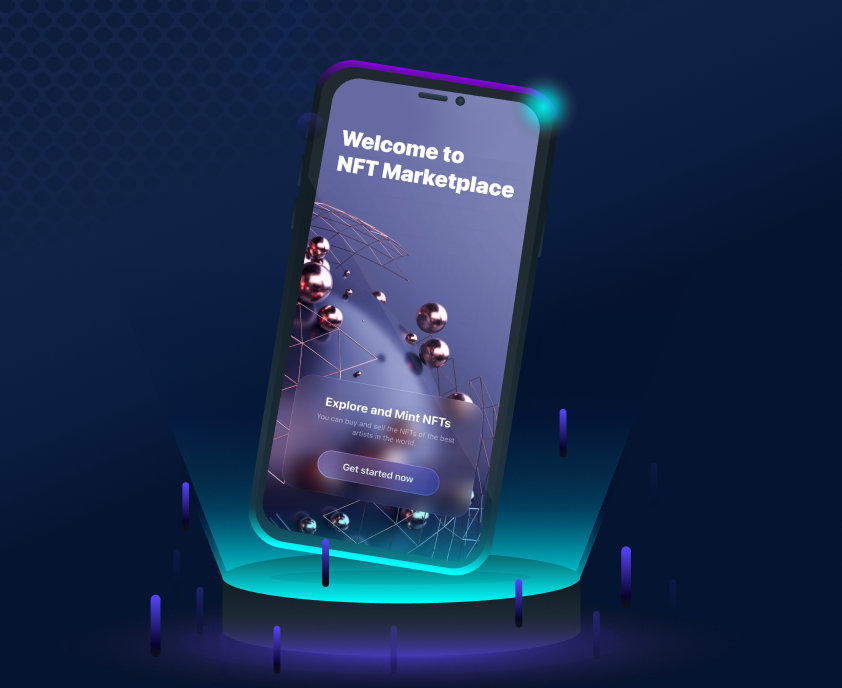 Welcome to
NFT Marketplace
Explore and Mint NFTs
You can buy and sell the NFTs of the best
artists in the world.
Get started now